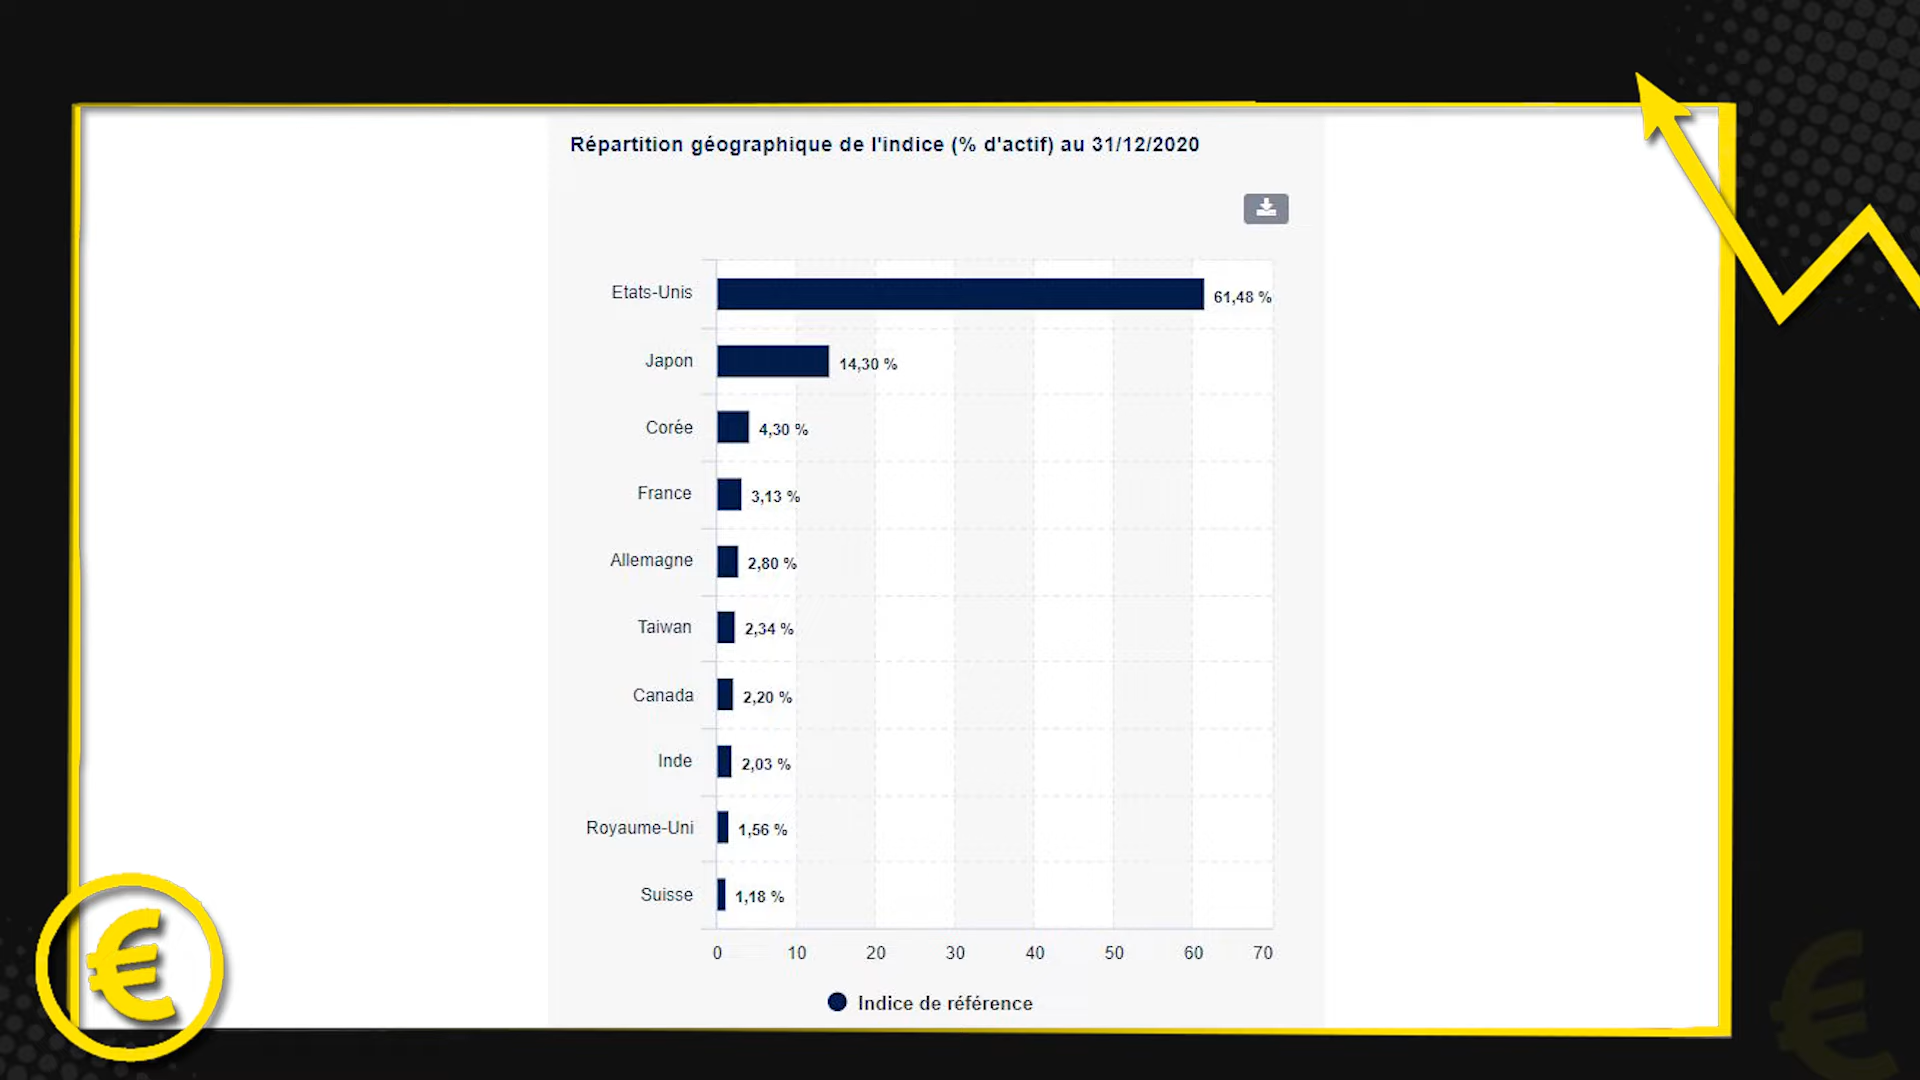 Répartition géographique de l'indice (% d'actif) au 31/12/2020
Etats-Unis 61,48 %
Japon 14,30 %
Corée 4,30 %
France 3,13 %
Allemagne 2,80 %
Taiwan 2,34 %
Canada 2,20 %
Inde 2,03 %
Royaume-Uni 1,56 %
Suisse 1,18 %
0 10 20 30 40 50 60 70
Indice de référence
€
€